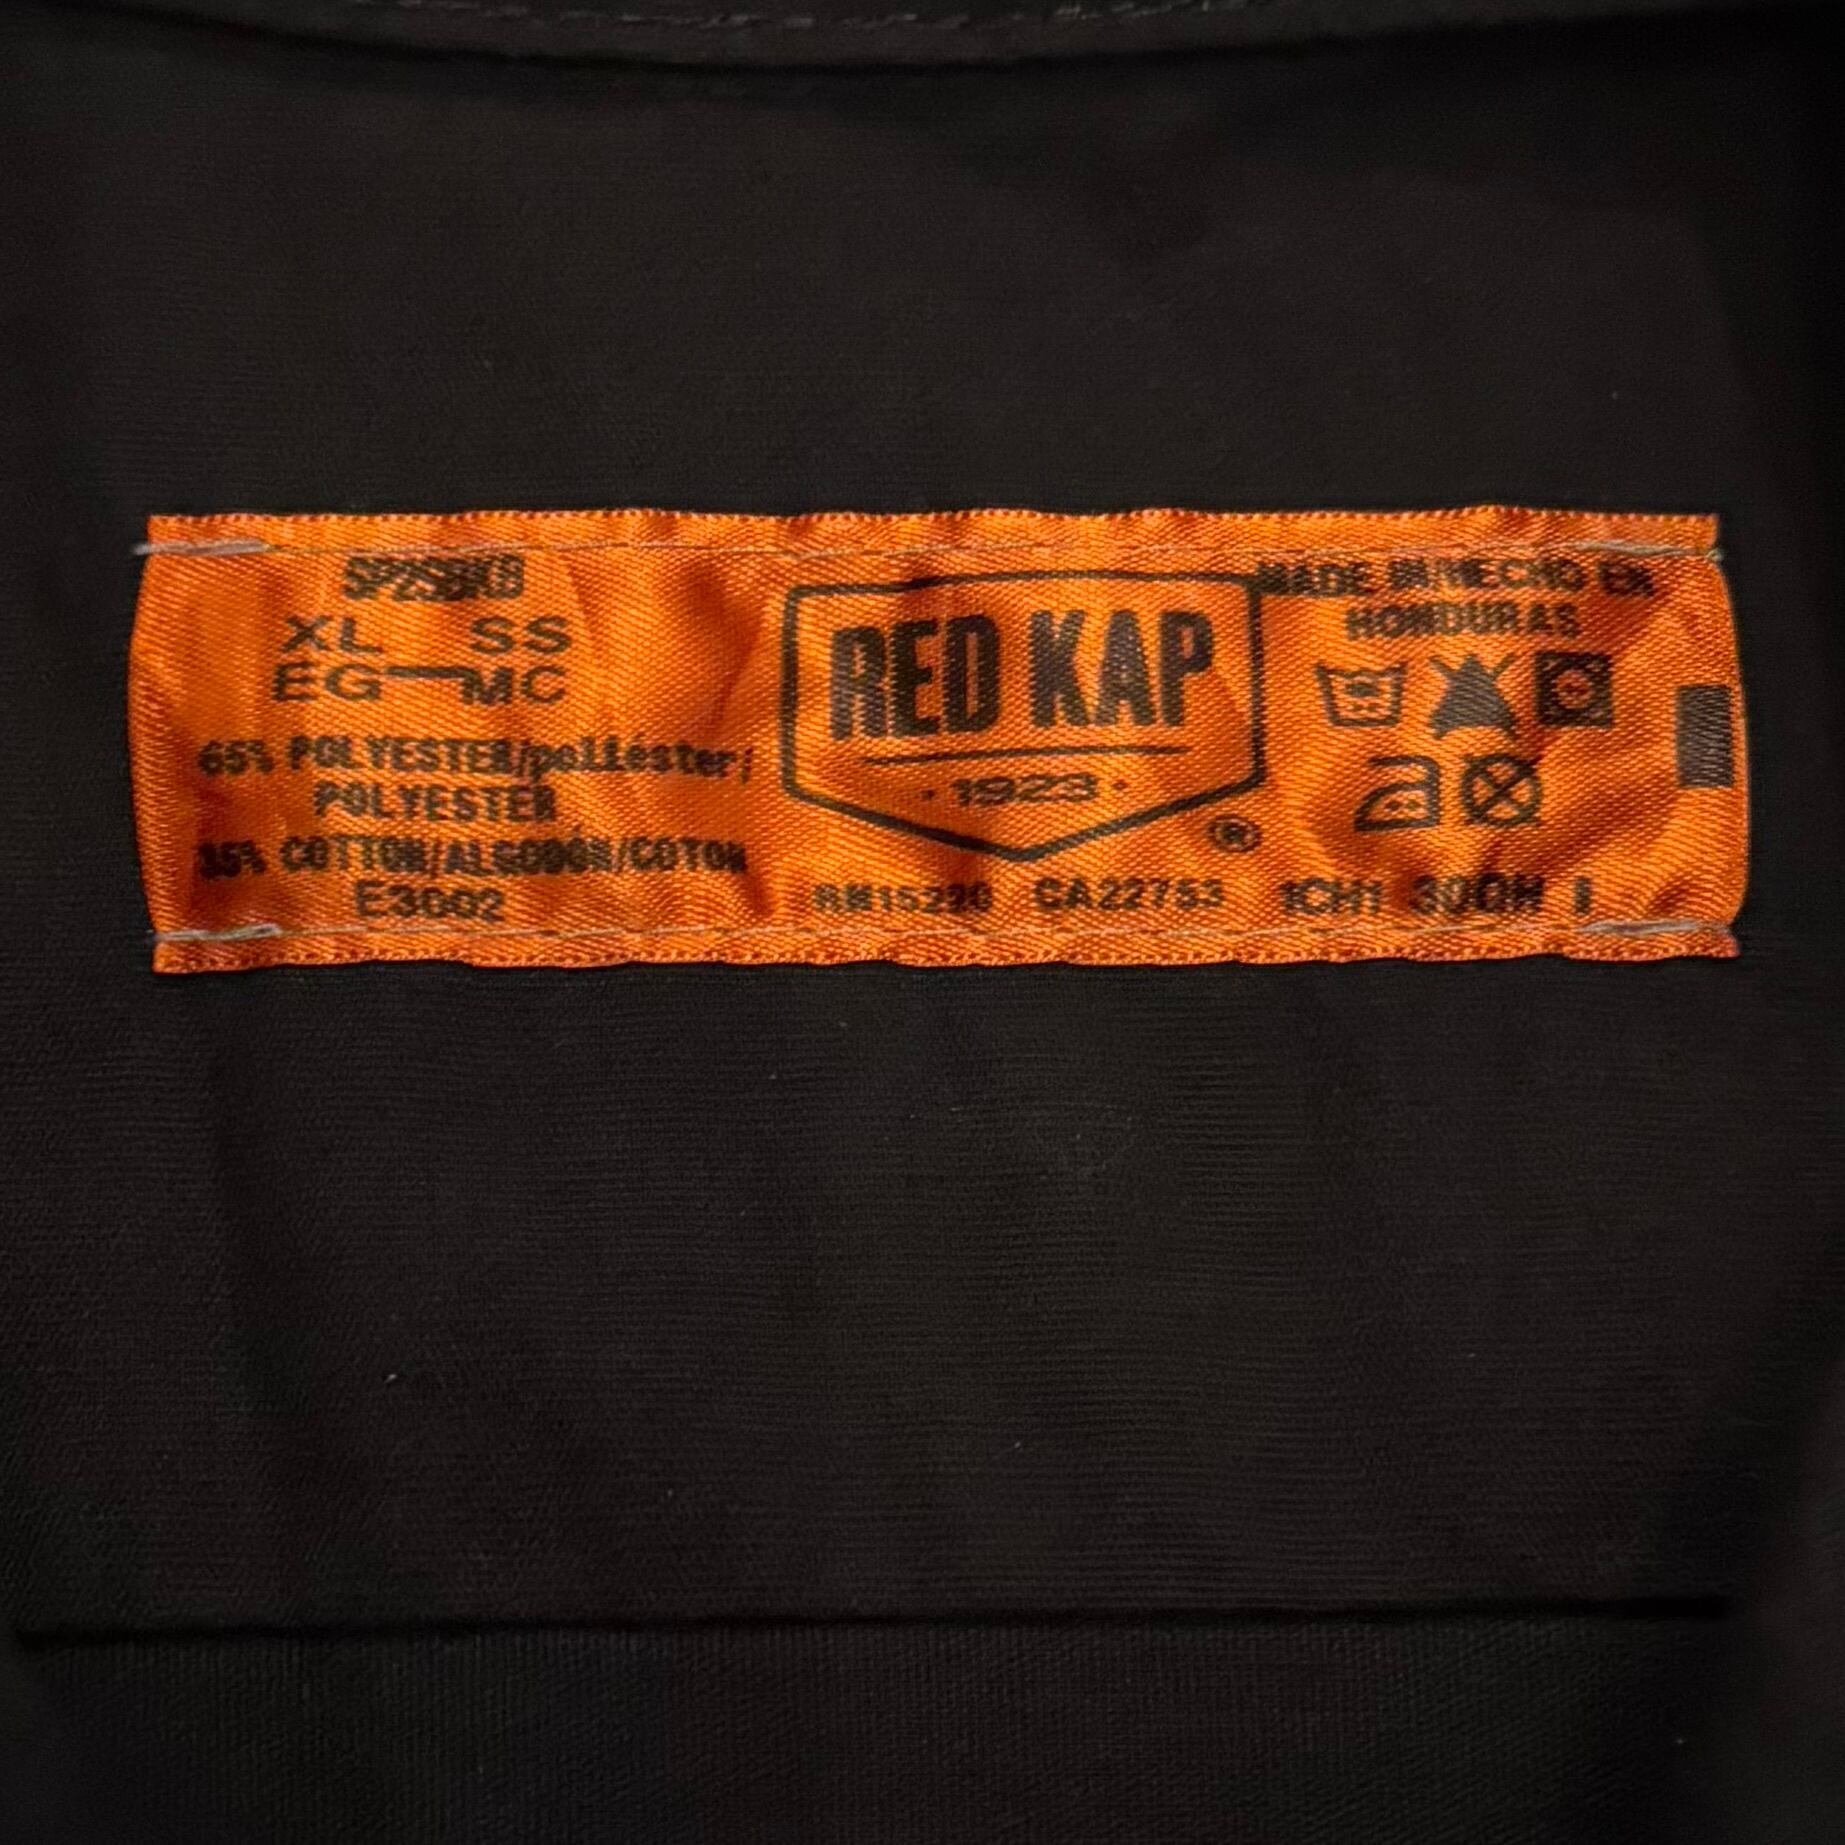 XL SS
EG MC
65% POLYESTER/poliéster/
POLYESTER
35% COTTON/ALGODÓN/COTON
E3002
RED KAP
· 1923 ·
®
CA22753
MADE IN/HECHO EN
HONDURAS